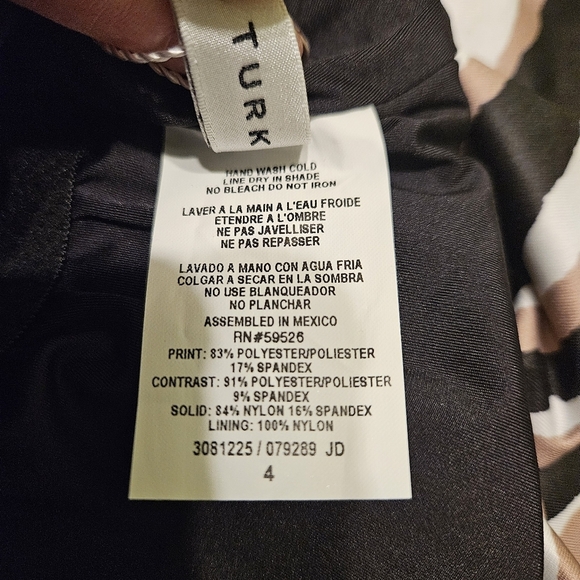 TURK
HAND WASH COLD
LINE DRY IN SHADE
NO BLEACH DO NOT IRON
LAVER A LA MAIN A L'EAU FROIDE
ETENDRE A L'OMBRE
NE PAS JAVELLISER
NE PAS REPASSER
LAVADO A MANO CON AGUA FRIA
COLGAR A SECAR EN LA SOMBRA
NO USE BLANQUEADOR
NO PLANCHAR
ASSEMBLED IN MEXICO
RN#59526
PRINT: 83% POLYESTER/POLIESTER
17% SPANDEX
CONTRAST: 91% POLYESTER/POLIESTER
9% SPANDEX
SOLID: 84% NYLON 16% SPANDEX
LINING: 100% NYLON
3081225 / 079289 JD
4